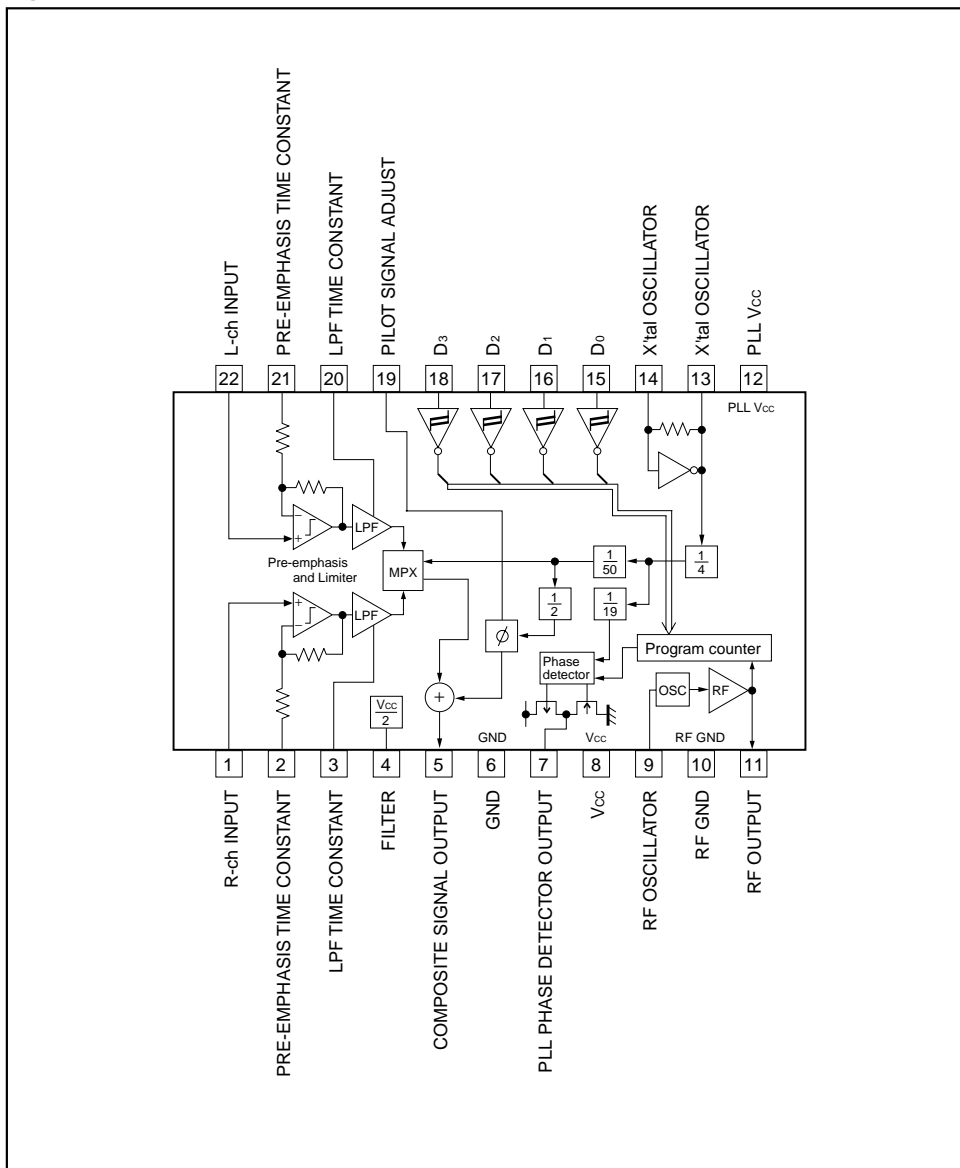 L-ch INPUT
PRE-EMPHASIS TIME CONSTANT
LPF TIME CONSTANT
PILOT SIGNAL ADJUST
D3
D2
D1
D0
X'tal OSCILLATOR
X'tal OSCILLATOR
PLL VCC
22
21
20
19
18
17
16
15
14
13
12
PLL VCC
LPF
Pre-emphasis
and Limiter
MPX
1
50
1
4
1
2
1
19
LPF
ϕ
Program counter
Phase
detector
OSC
RF
+
VCC
2
GND
VCC
RF GND
1
2
3
4
5
6
7
8
9
10
11
R-ch INPUT
PRE-EMPHASIS TIME CONSTANT
LPF TIME CONSTANT
FILTER
COMPOSITE SIGNAL OUTPUT
GND
PLL PHASE DETECTOR OUTPUT
VCC
RF OSCILLATOR
RF GND
RF OUTPUT